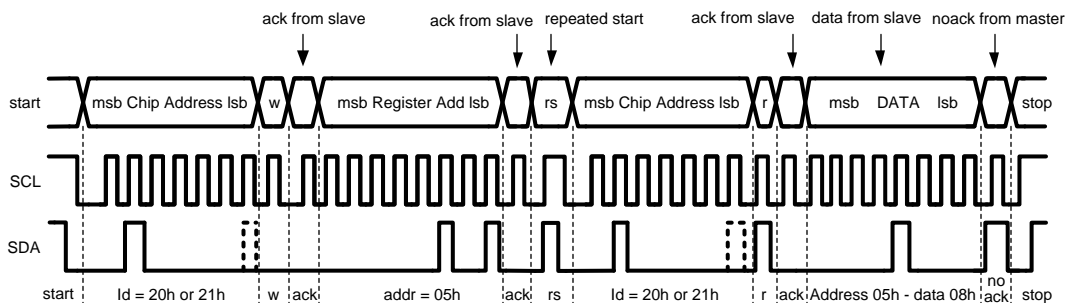 ack from slave ack from slave repeated start ack from slave data from slave noack from master
start msb Chip Address lsb w msb Register Add lsb rs msb Chip Address lsb r msb DATA lsb stop
SCL
SDA
no
start Id = 20h or 21h w ack addr = 05h ack rs Id = 20h or 21h r ack Address 05h - data 08h ack stop